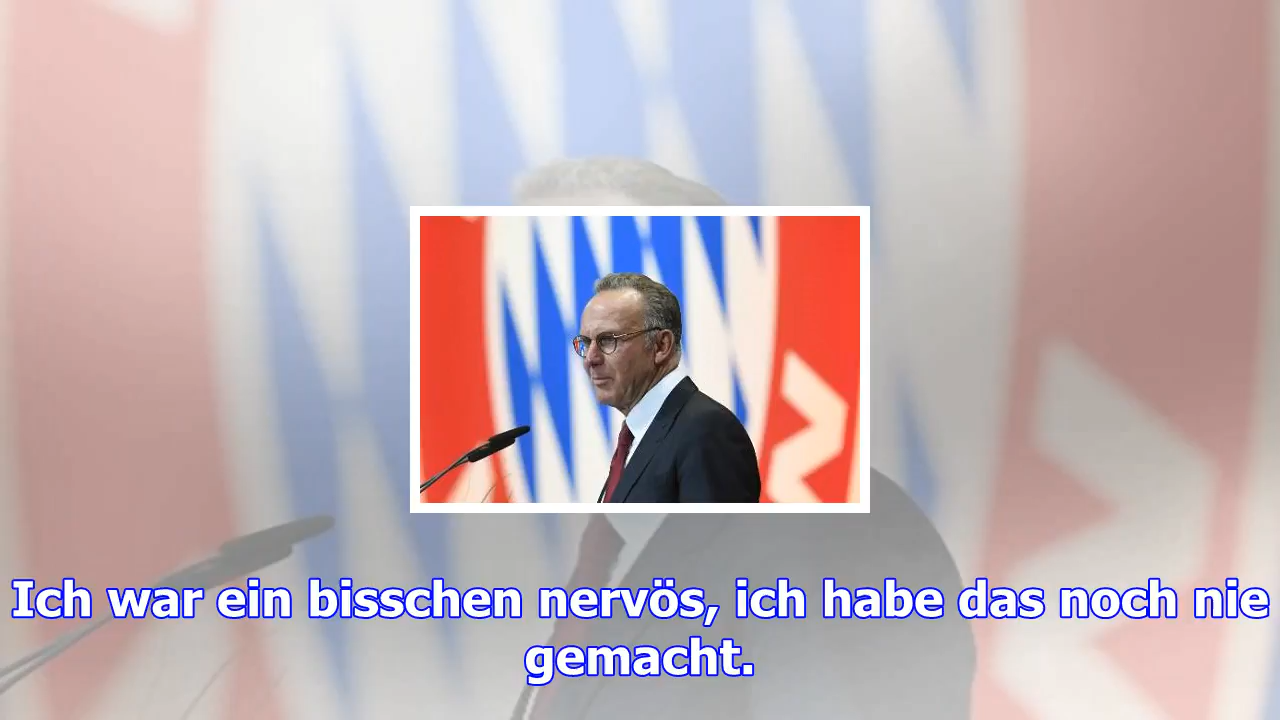 Ich war ein bisschen nervös, ich habe das noch nie
gemacht.